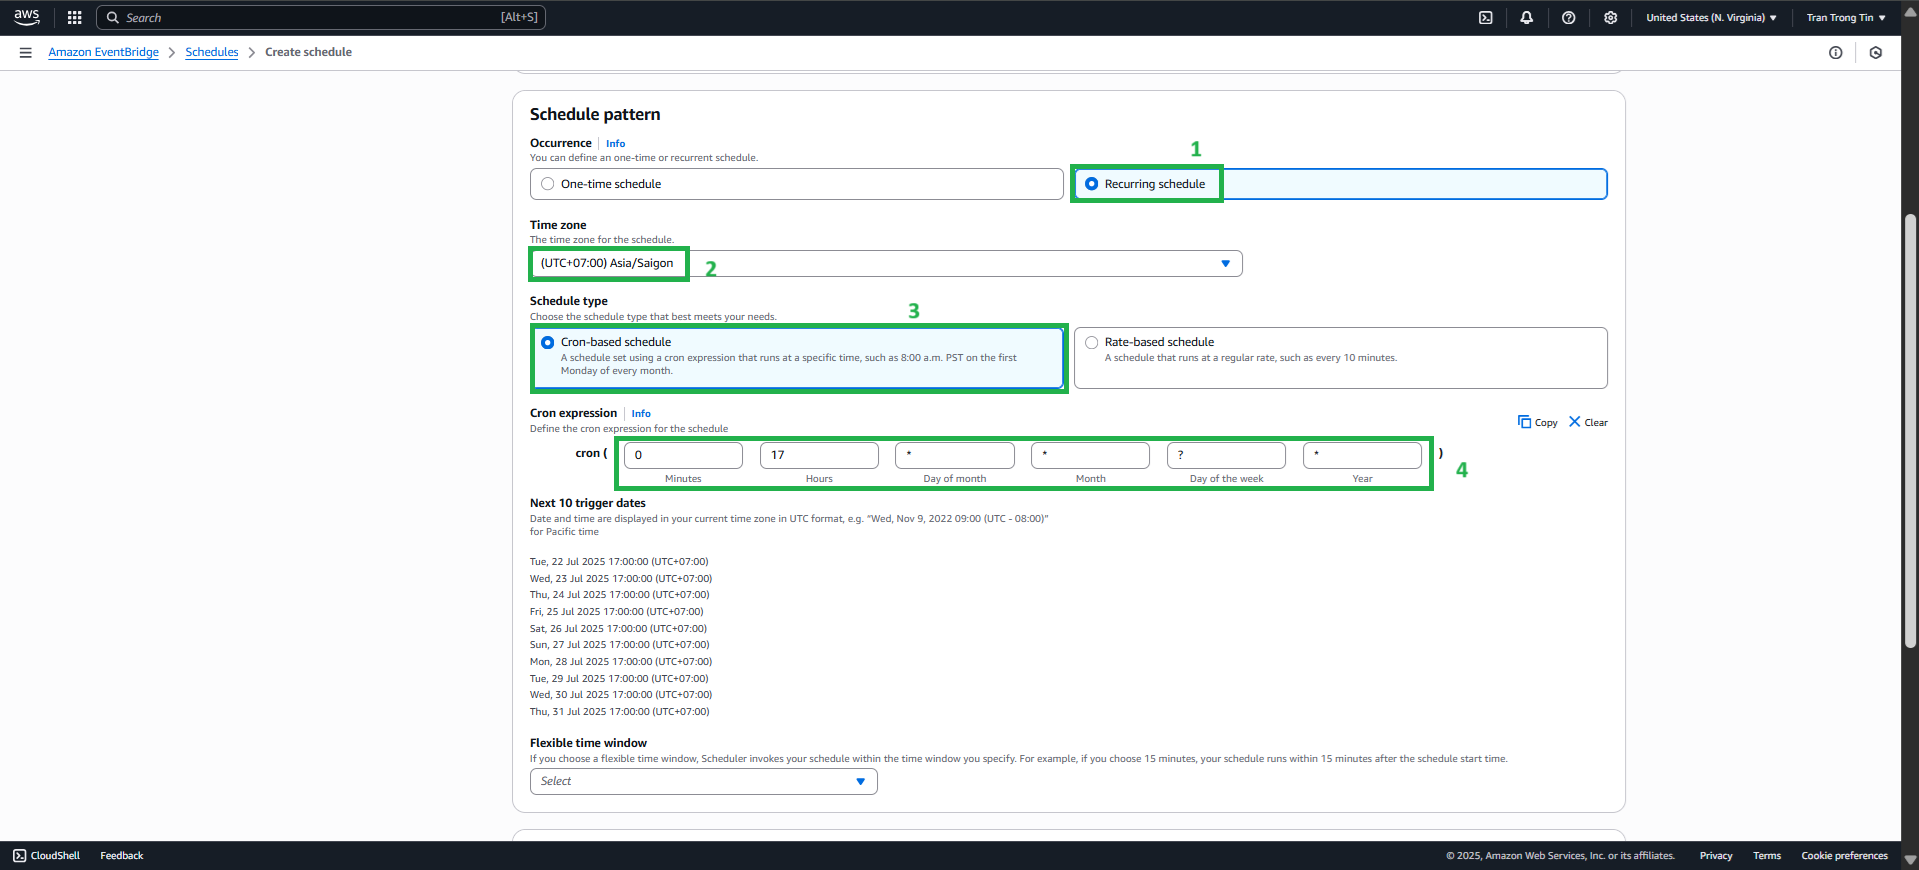 aws
Search [Alt+S]
United States (N. Virginia) Tran Trong Tin
Amazon EventBridge > Schedules > Create schedule
Schedule pattern
Occurrence Info
You can define an one-time or recurrent schedule.
1
One-time schedule
Recurring schedule
Time zone
The time zone for the schedule.
(UTC+07:00) Asia/Saigon
2
Schedule type
Choose the schedule type that best meets your needs.
3
Cron-based schedule
A schedule set using a cron expression that runs at a specific time, such as 8:00 a.m. PST on the first
Monday of every month.
Rate-based schedule
A schedule that runs at a regular rate, such as every 10 minutes.
Cron expression Info
Define the cron expression for the schedule
Copy Clear
cron ( 0 17 * * ? * )
4
Minutes Hours Day of month Month Day of the week Year
Next 10 trigger dates
Date and time are displayed in your current time zone in UTC format, e.g. "Wed, Nov 9, 2022 09:00 (UTC - 08:00)"
for Pacific time
Tue, 22 Jul 2025 17:00:00 (UTC+07:00)
Wed, 23 Jul 2025 17:00:00 (UTC+07:00)
Thu, 24 Jul 2025 17:00:00 (UTC+07:00)
Fri, 25 Jul 2025 17:00:00 (UTC+07:00)
Sat, 26 Jul 2025 17:00:00 (UTC+07:00)
Sun, 27 Jul 2025 17:00:00 (UTC+07:00)
Mon, 28 Jul 2025 17:00:00 (UTC+07:00)
Tue, 29 Jul 2025 17:00:00 (UTC+07:00)
Wed, 30 Jul 2025 17:00:00 (UTC+07:00)
Thu, 31 Jul 2025 17:00:00 (UTC+07:00)
Flexible time window
If you choose a flexible time window, Scheduler invokes your schedule within the time window you specify. For example, if you choose 15 minutes, your schedule runs within 15 minutes after the schedule start time.
Select
CloudShell Feedback
© 2025, Amazon Web Services, Inc. or its affiliates. Privacy Terms Cookie preferences